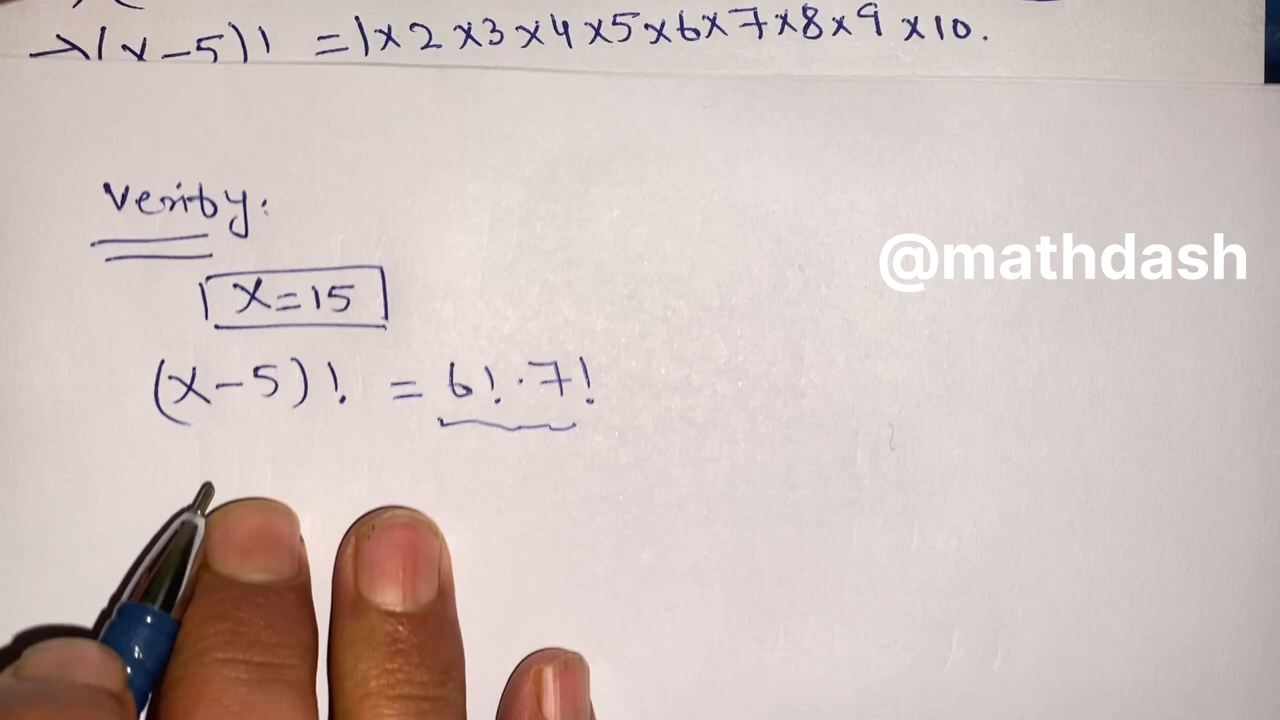 →(x-5)! =1×2×3×4×5×6×7×8×9×10.
Verify:
@mathdash
x=15
(x-5)! = 6!.7!